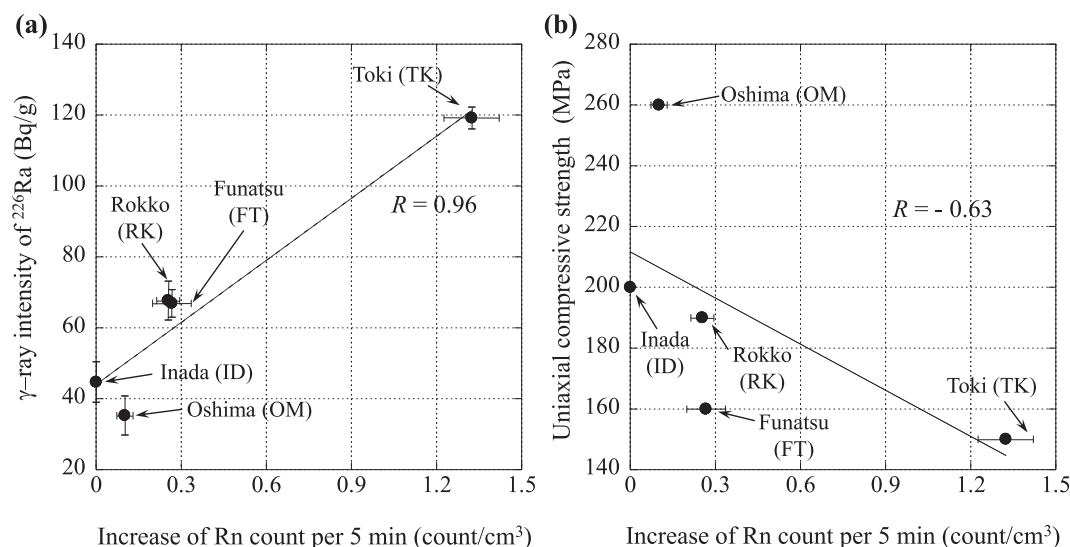 (a)
140
120
100
80
60
40
20
γ–ray intensity of ²²⁶Ra (Bq/g)
Toki (TK)
Rokko
(RK)
Funatsu
(FT)
R = 0.96
Inada (ID)
Oshima (OM)
0 0.3 0.6 0.9 1.2 1.5
Increase of Rn count per 5 min (count/cm³)
(b)
280
260
240
220
200
180
160
140
Uniaxial compressive strength (MPa)
Oshima (OM)
R = - 0.63
Inada
(ID)
Rokko
(RK)
Funatsu
(FT)
Toki (TK)
0 0.3 0.6 0.9 1.2 1.5
Increase of Rn count per 5 min (count/cm³)